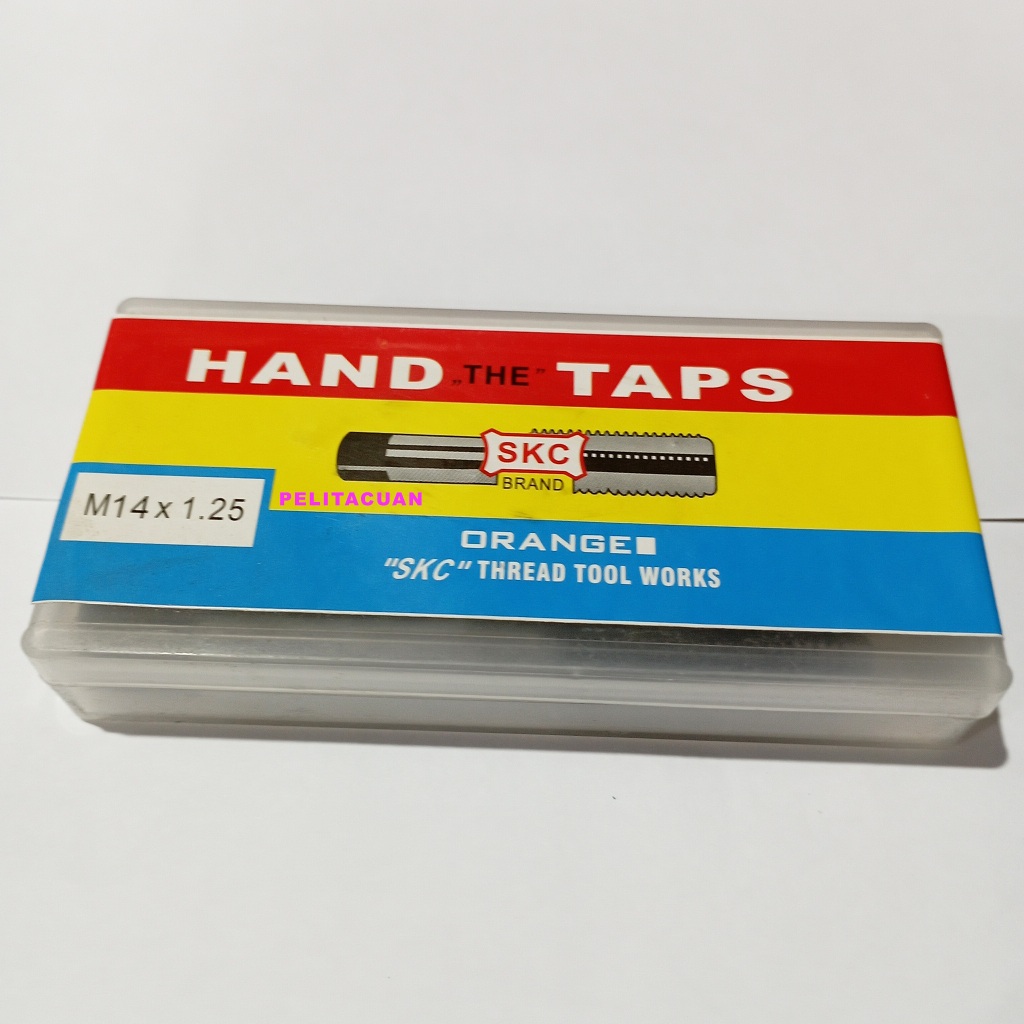 HAND „THE” TAPS
SKC
BRAND
M14 x 1.25
PELITACUAN
ORANGE
"SKC" THREAD TOOL WORKS